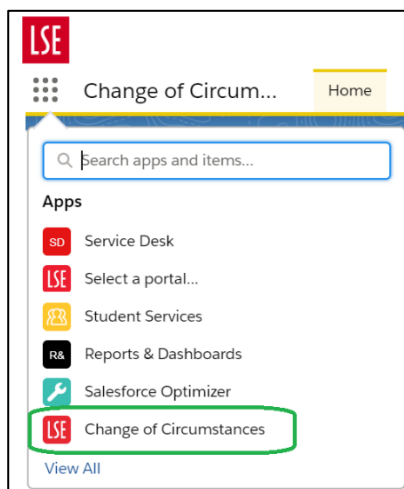 LSE
Change of Circum... Home
Search apps and items...
Apps
SD Service Desk
LSE Select a portal...
Student Services
R& Reports & Dashboards
Salesforce Optimizer
LSE Change of Circumstances
View All